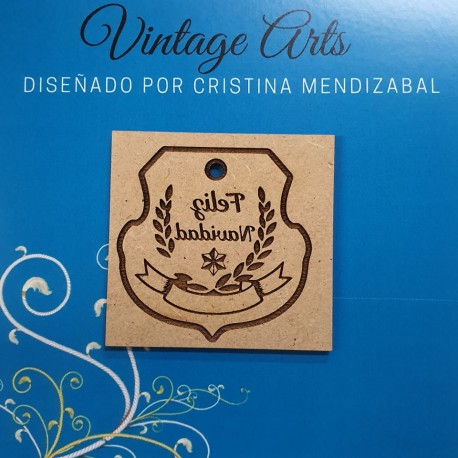 Vintage Arts
DISEÑADO POR CRISTINA MENDIZABAL
Feliz
Navidad